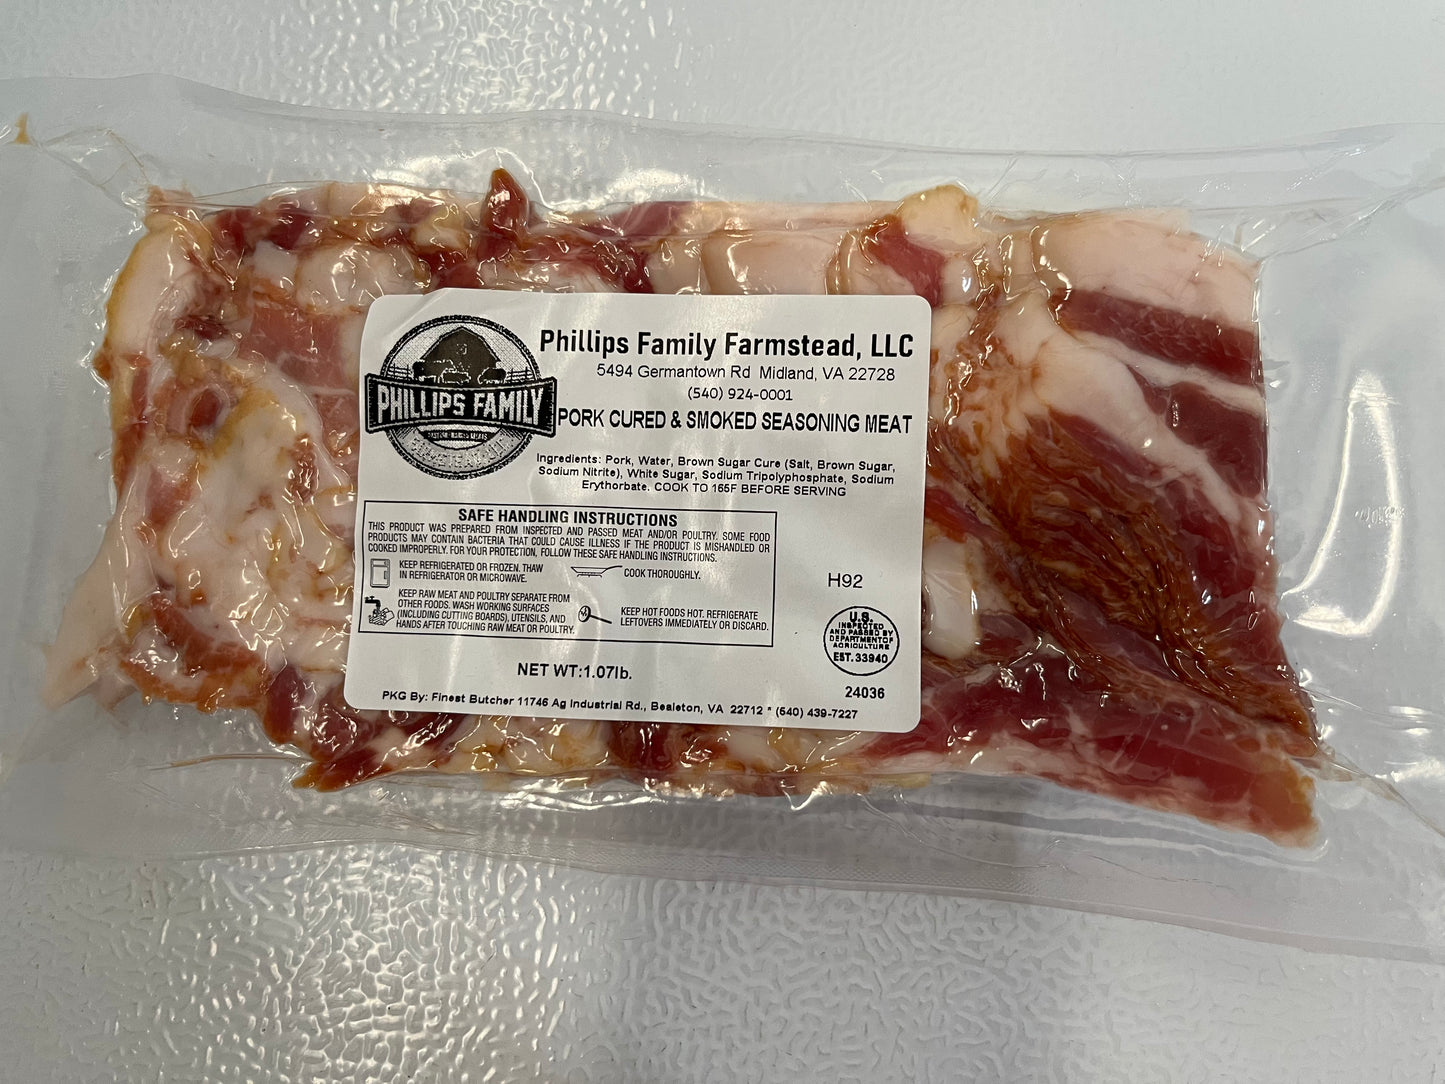 Phillips Family Farmstead, LLC
5494 Germantown Rd Midland, VA 22728
(540) 924-0001
PHILLIPS FAMILY
PORK CURED & SMOKED SEASONING MEAT
Ingredients: Pork, Water, Brown Sugar Cure (Salt, Brown Sugar,
Sodium Nitrite), White Sugar, Sodium Tripolyphosphate, Sodium
Erythorbate. COOK TO 165F BEFORE SERVING
SAFE HANDLING INSTRUCTIONS
THIS PRODUCT WAS PREPARED FROM INSPECTED AND PASSED MEAT AND/OR POULTRY. SOME FOOD
PRODUCTS MAY CONTAIN BACTERIA THAT COULD CAUSE ILLNESS IF THE PRODUCT IS MISHANDLED OR
COOKED IMPROPERLY. FOR YOUR PROTECTION, FOLLOW THESE SAFE HANDLING INSTRUCTIONS.
KEEP REFRIGERATED OR FROZEN. THAW
IN REFRIGERATOR OR MICROWAVE.
COOK THOROUGHLY.
KEEP RAW MEAT AND POULTRY SEPARATE FROM
OTHER FOODS. WASH WORKING SURFACES
(INCLUDING CUTTING BOARDS), UTENSILS, AND
HANDS AFTER TOUCHING RAW MEAT OR POULTRY.
KEEP HOT FOODS HOT. REFRIGERATE
LEFTOVERS IMMEDIATELY OR DISCARD.
H92
U.S.
INSPECTED
AND PASSED BY
DEPARTMENT OF
AGRICULTURE
EST. 33940
NET WT:1.07lb.
24036
PKG By: Finest Butcher 11746 Ag Industrial Rd., Bealeton, VA 22712 * (540) 439-7227